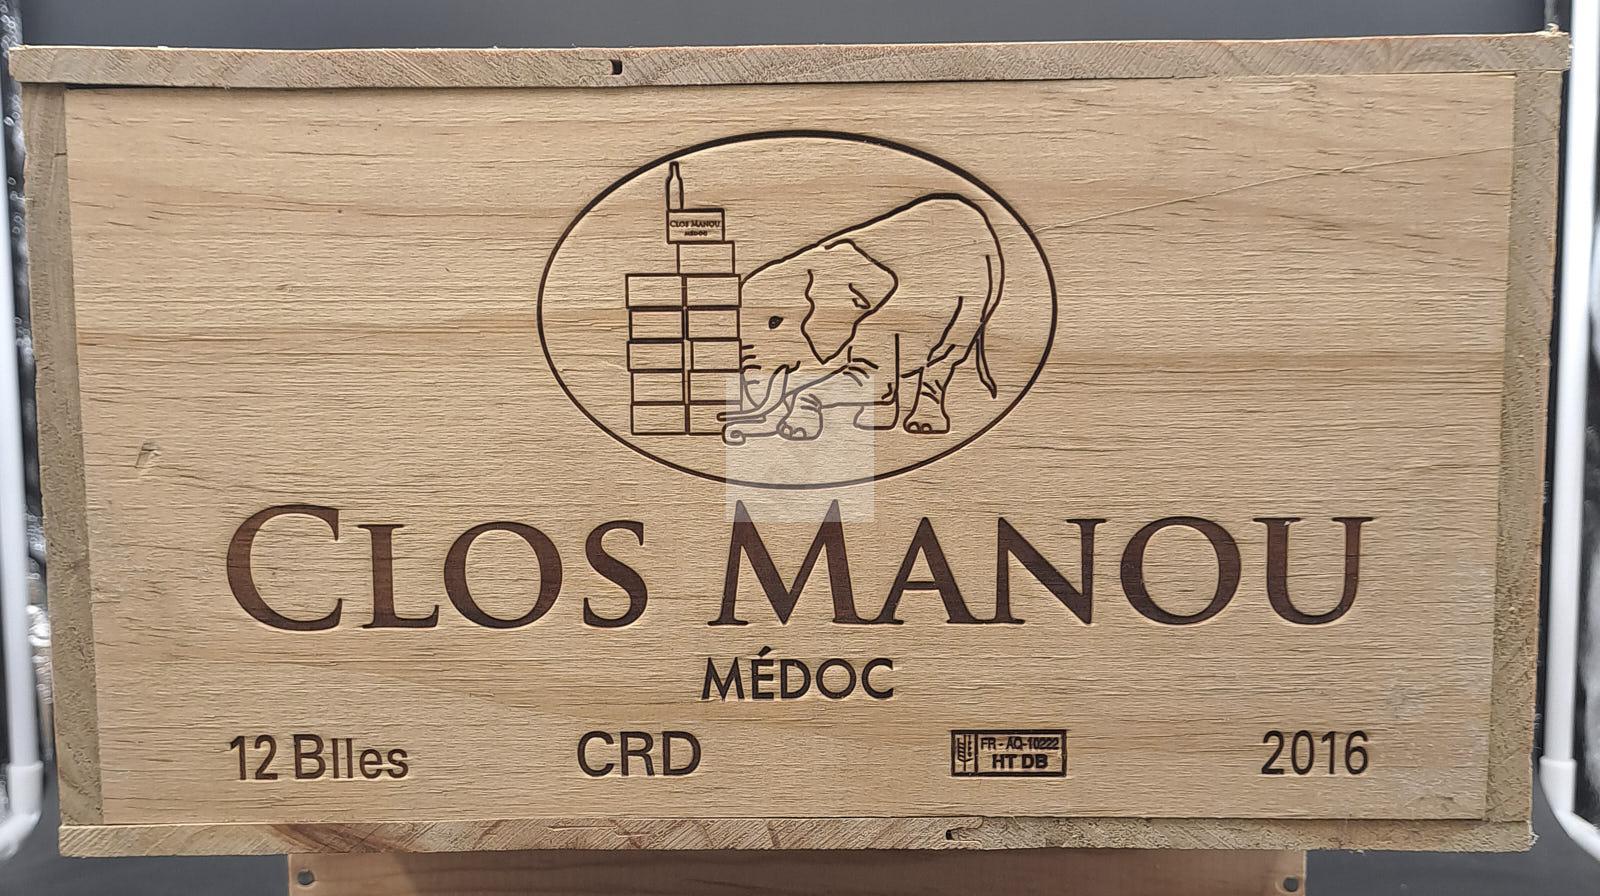 CLOS MANOU
MÉDOC
CLOS MANOU
MÉDOC
12 Blles CRD FR - AQ-10222 2016
HT DB